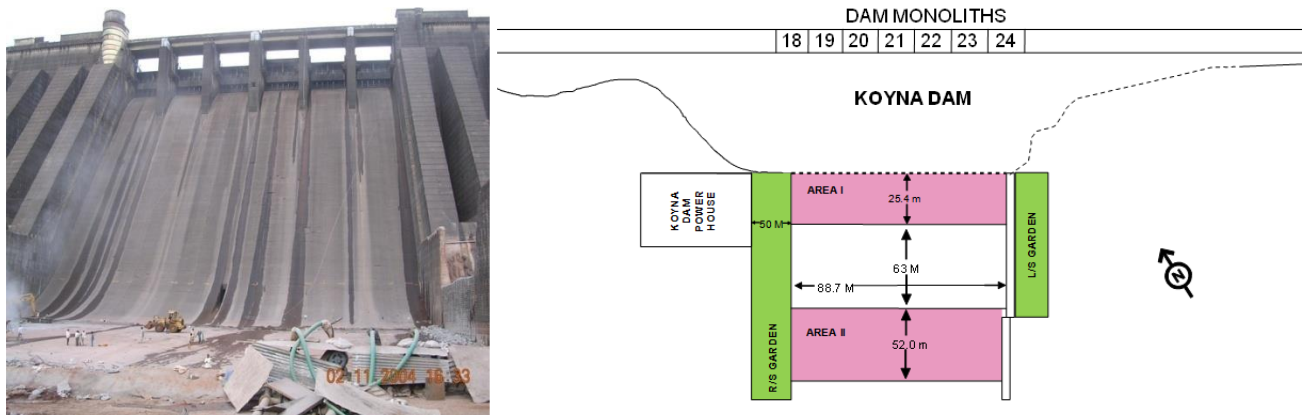 02-11-2004 16:33
DAM MONOLITHS
18 19 20 21 22 23 24
KOYNA DAM
KOYNA
DAM
POWER
HOUSE
50 M
R/S GARDEN
AREA I
25.4 m
63 M
88.7 M
AREA II
52.0 m
L/S GARDEN
N